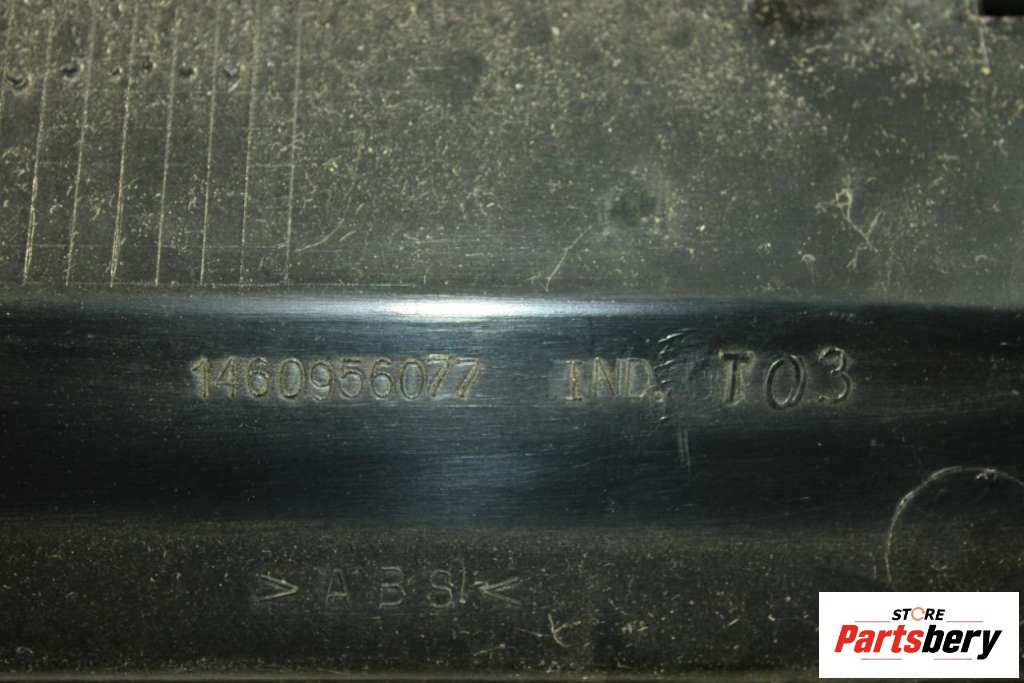 1460956077 IND. T03
>ABS<
STORE
Partsbery